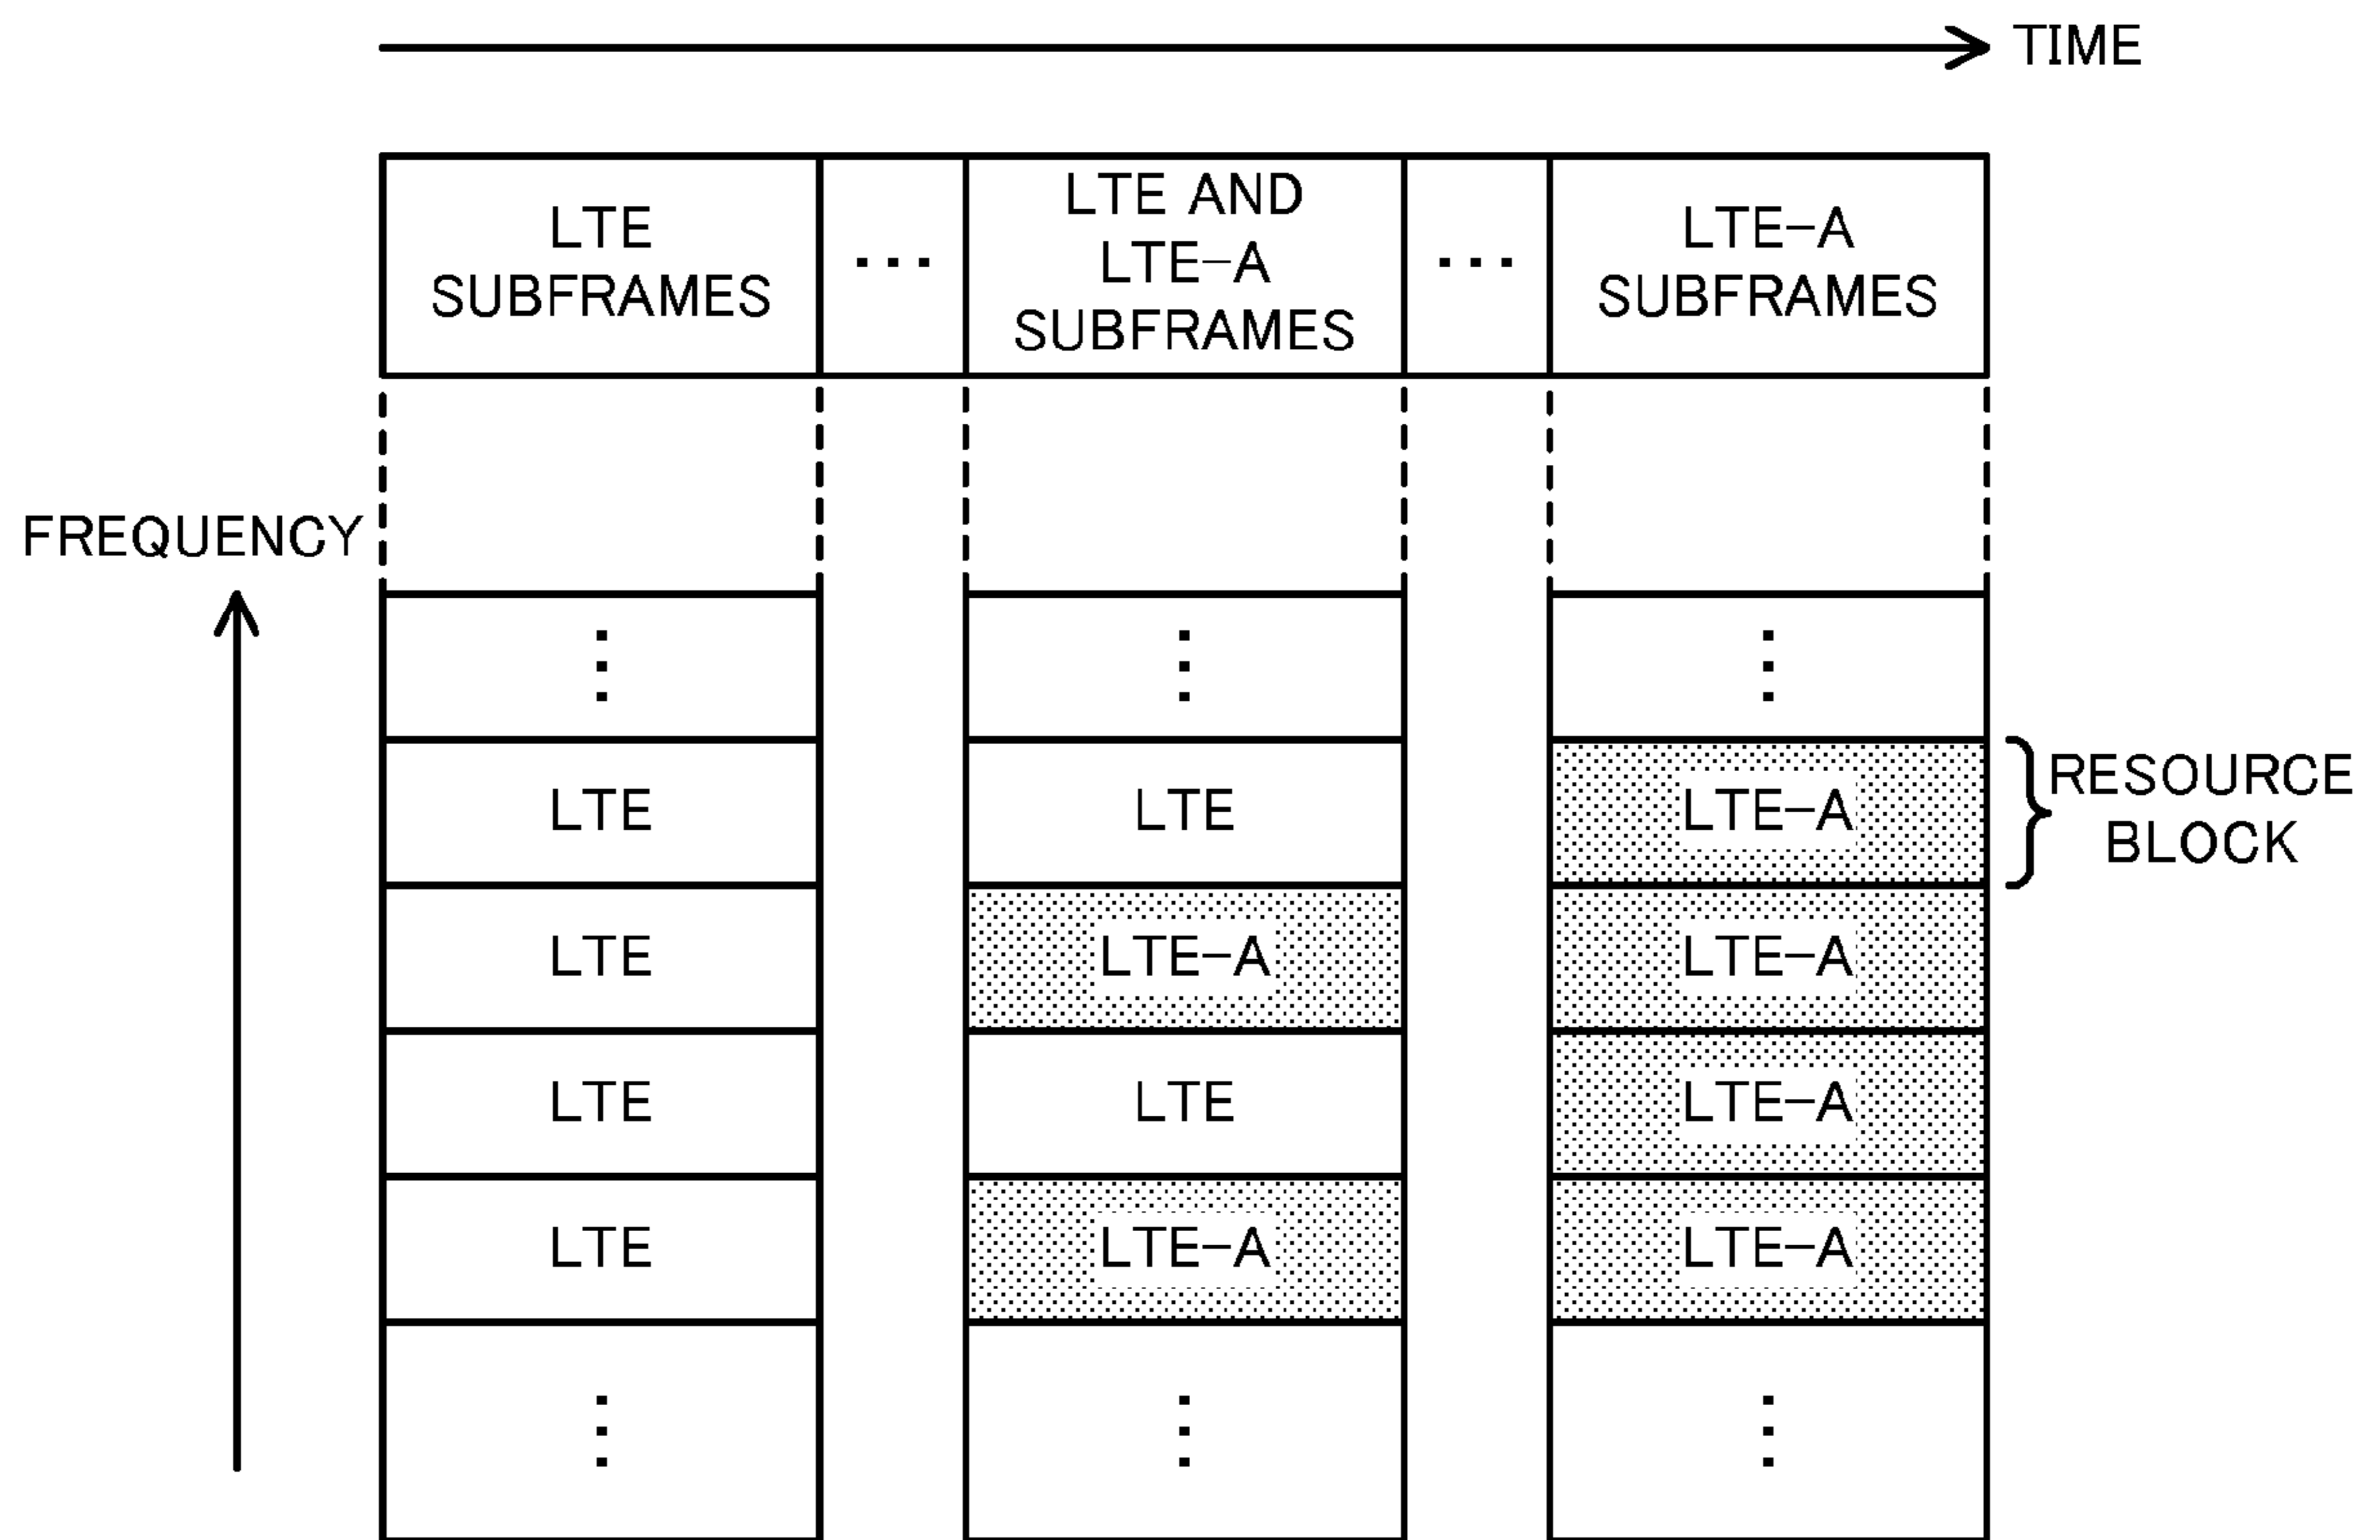 TIME
LTE
SUBFRAMES
...
LTE AND
LTE-A
SUBFRAMES
...
LTE-A
SUBFRAMES
FREQUENCY
LTE
LTE
LTE-A
RESOURCE
BLOCK
LTE
LTE-A
LTE-A
LTE
LTE
LTE-A
LTE
LTE-A
LTE-A